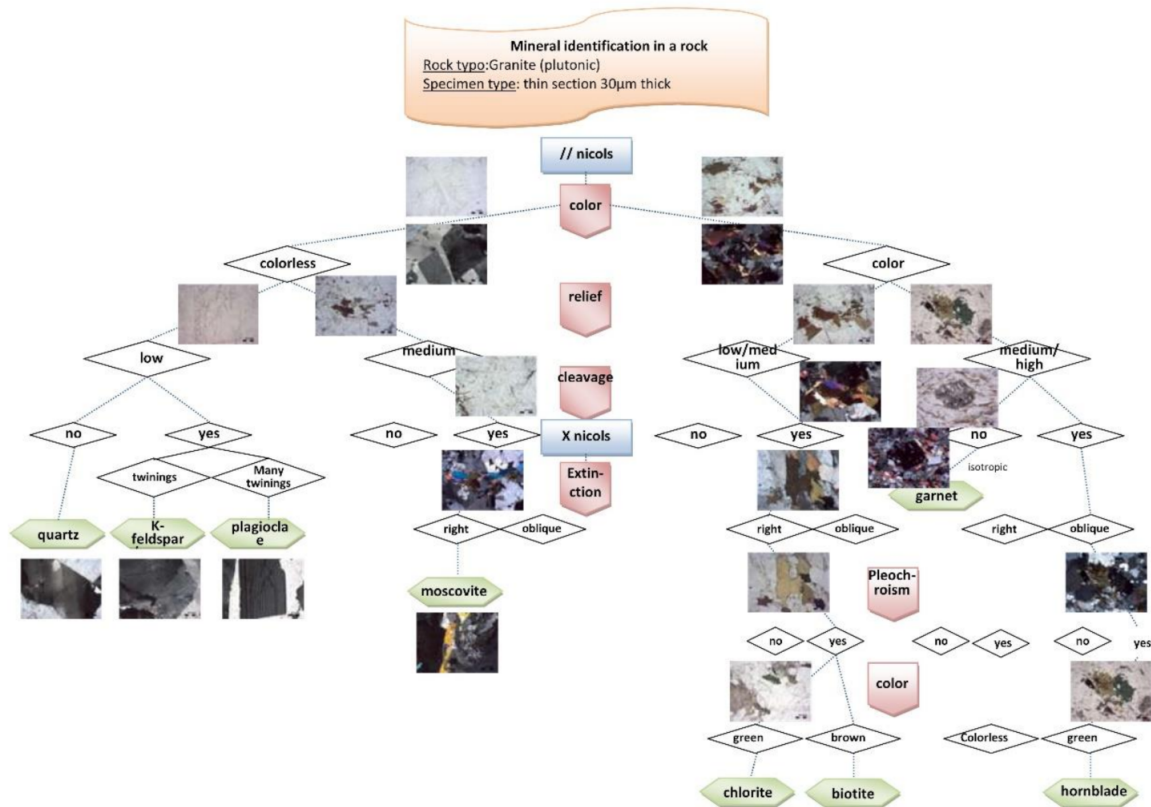 Mineral identification in a rock
Rock typo:Granite (plutonic)
Specimen type: thin section 30µm thick
// nicols
color
colorless
color
relief
low
medium
low/med
ium
medium/
high
cleavage
no
yes
no
yes
X nicols
no
yes
no
yes
isotropic
twinings
Many
twinings
Extin-
ction
garnet
quartz
K-
feldspar
plagiocla
e
right
oblique
right
oblique
right
oblique
moscovite
Pleoch-
roism
no
yes
no
yes
no
yes
color
green
brown
Colorless
green
chlorite
biotite
hornblade